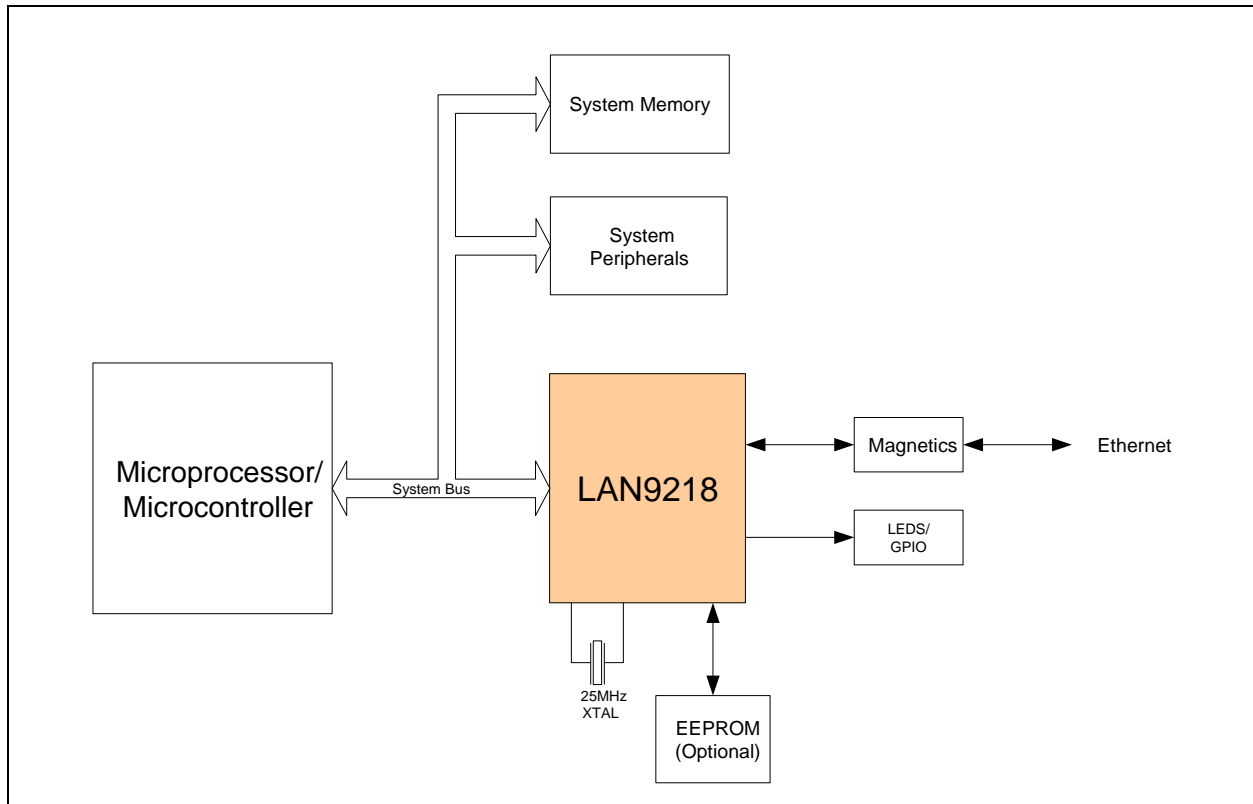 System Memory
System
Peripherals
Microprocessor/
Microcontroller
System Bus
LAN9218
Magnetics
Ethernet
LEDS/
GPIO
25MHz
XTAL
EEPROM
(Optional)